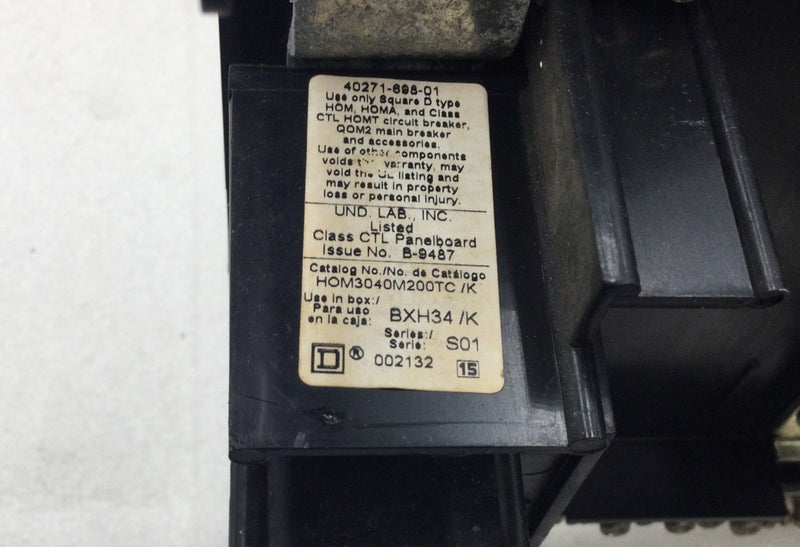 40271-698-01
Use only Square D type
HOM, HOMA, and Class
CTL HOMT circuit breaker,
QOM2 main breaker
and accessories.
Use of other components
voids the warranty, may
void the UL listing and
may result in property
loss or personal injury.
UND. LAB., INC.
Listed
Class CTL Panelboard
Issue No. B-9487
Catalog No./No. de Catálogo
HOM3040M200TC /K
Use in box:/
Para uso
en la caja: BXH34 /K
Series:/
Serie: S01
D ® 002132 15